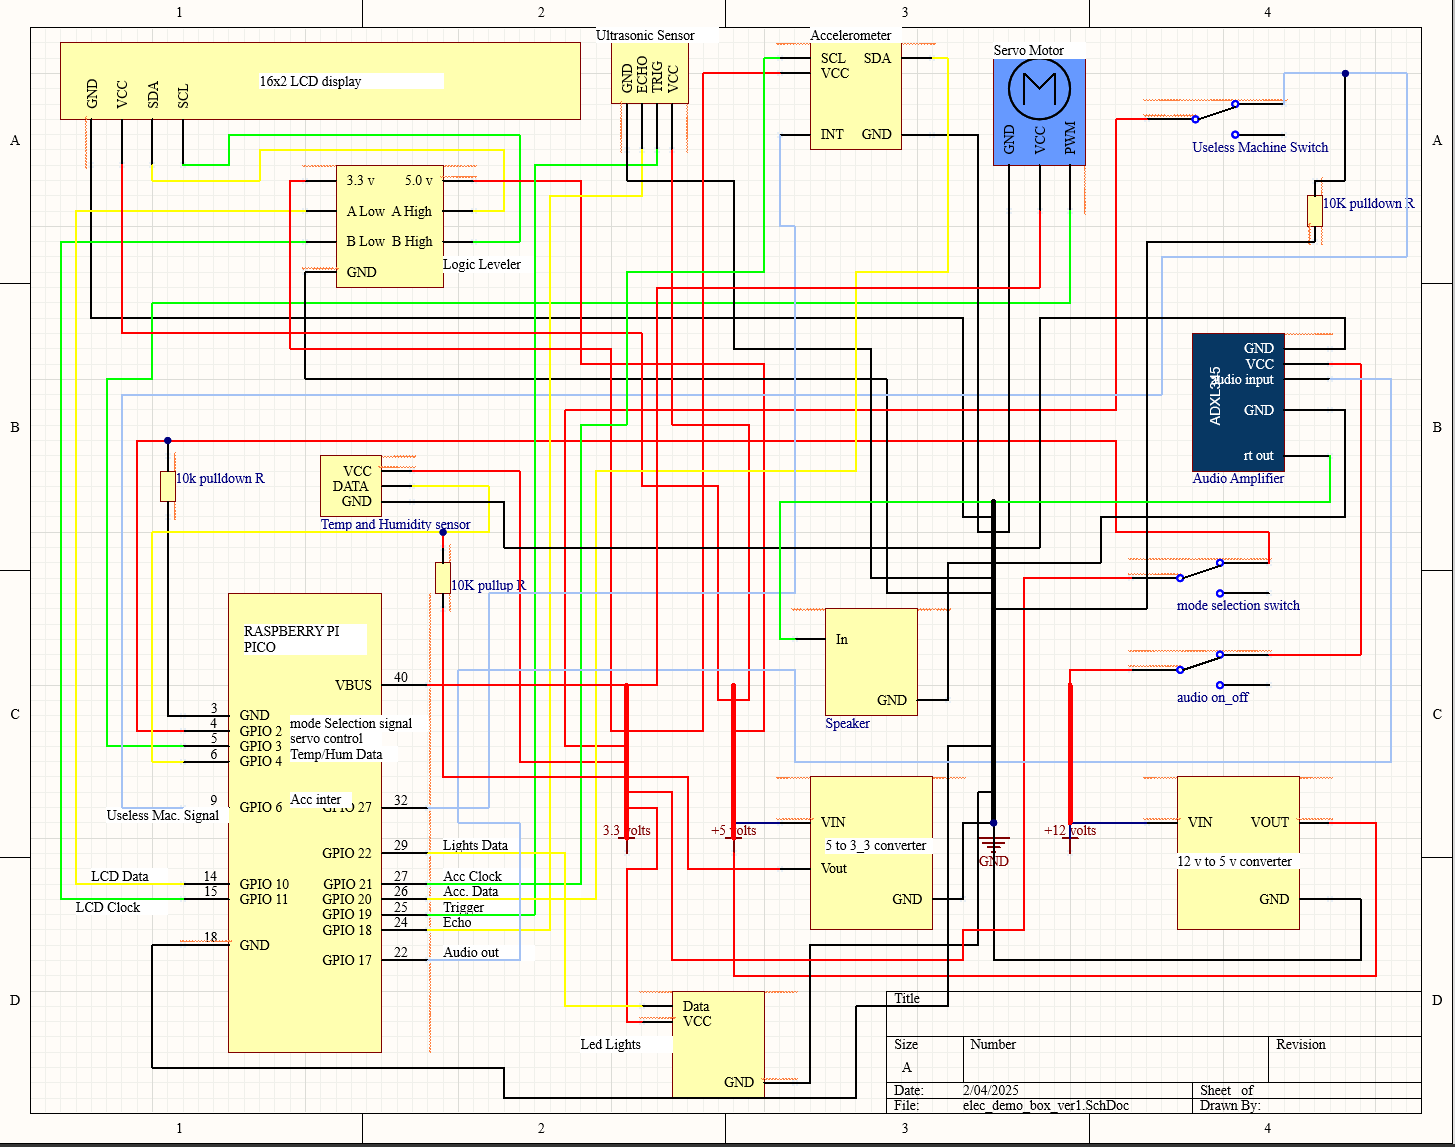 1 2 3 4
A
B
C
D
A
B
C
D
16x2 LCD display
GND
VCC
SDA
SCL
Ultrasonic Sensor
GND
ECHO
TRIG
VCC
Accelerometer
SCL SDA
VCC
INT GND
Servo Motor
M
GND
VCC
PWM
Useless Machine Switch
10K pulldown R
3.3 v 5.0 v
A Low A High
B Low B High
GND
Logic Leveler
GND
VCC
audio input
GND
rt out
ADXL345
Audio Amplifier
10k pulldown R
VCC
DATA
GND
Temp and Humidity sensor
10K pullup R
mode selection switch
audio on_off
In
GND
Speaker
RASPBERRY PI
PICO
VBUS 40
3 GND
4 GPIO 2 mode Selection signal
5 GPIO 3 servo control
6 GPIO 4 Temp/Hum Data
9 GPIO 6 Acc inter GPIO 27 32
Useless Mac. Signal
GPIO 22 29 Lights Data
LCD Data 14 GPIO 10 GPIO 21 27 Acc Clock
15 GPIO 11 GPIO 20 26 Acc. Data
LCD Clock GPIO 19 25 Trigger
GPIO 18 24 Echo
18 GND
GPIO 17 22 Audio out
3.3 volts
+5 volts
VIN
5 to 3_3 converter
Vout
GND
GND
+12 volts
VIN VOUT
12 v to 5 v converter
GND
Data
VCC
Led Lights
GND
Title
Size Number Revision
A
Date: 2/04/2025 Sheet of
File: elec_demo_box_ver1.SchDoc Drawn By:
1 2 3 4